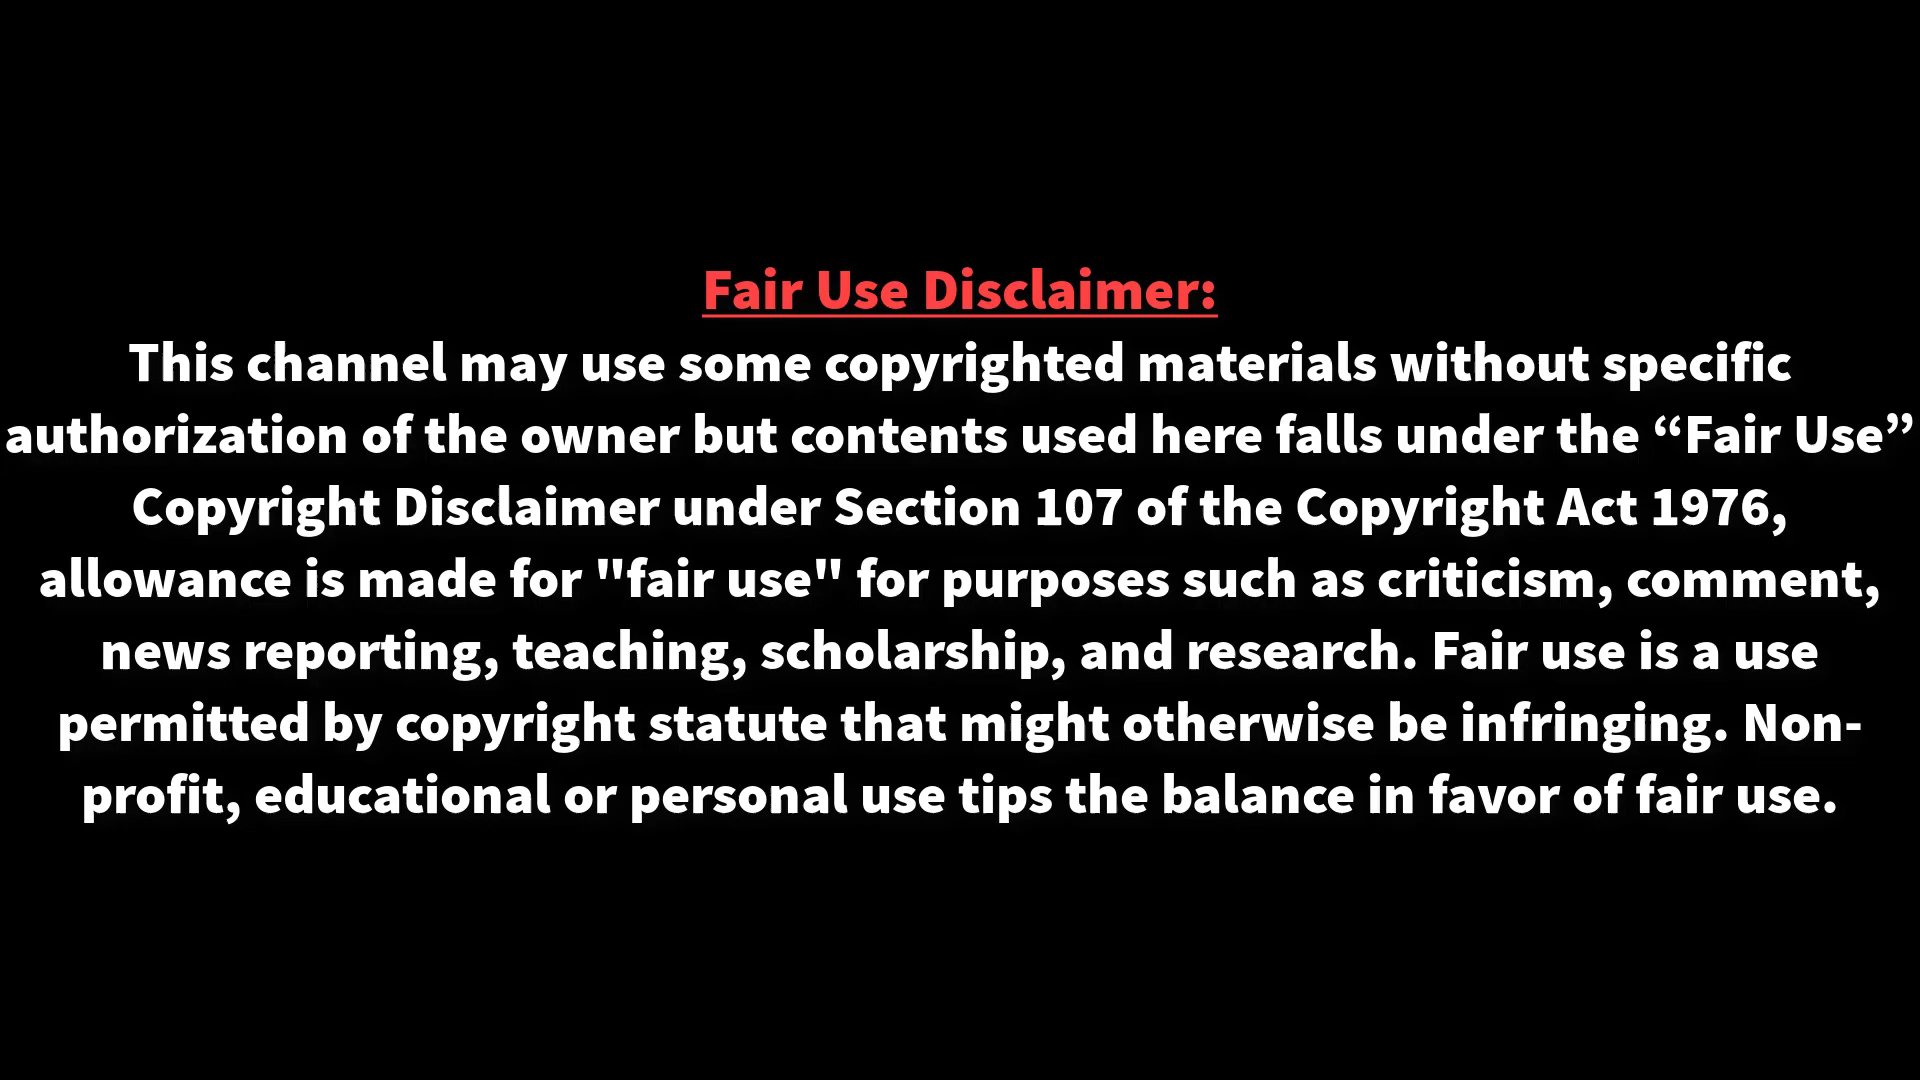 Fair Use Disclaimer:
This channel may use some copyrighted materials without specific
authorization of the owner but contents used here falls under the “Fair Use”
Copyright Disclaimer under Section 107 of the Copyright Act 1976,
allowance is made for "fair use" for purposes such as criticism, comment,
news reporting, teaching, scholarship, and research. Fair use is a use
permitted by copyright statute that might otherwise be infringing. Non-
profit, educational or personal use tips the balance in favor of fair use.